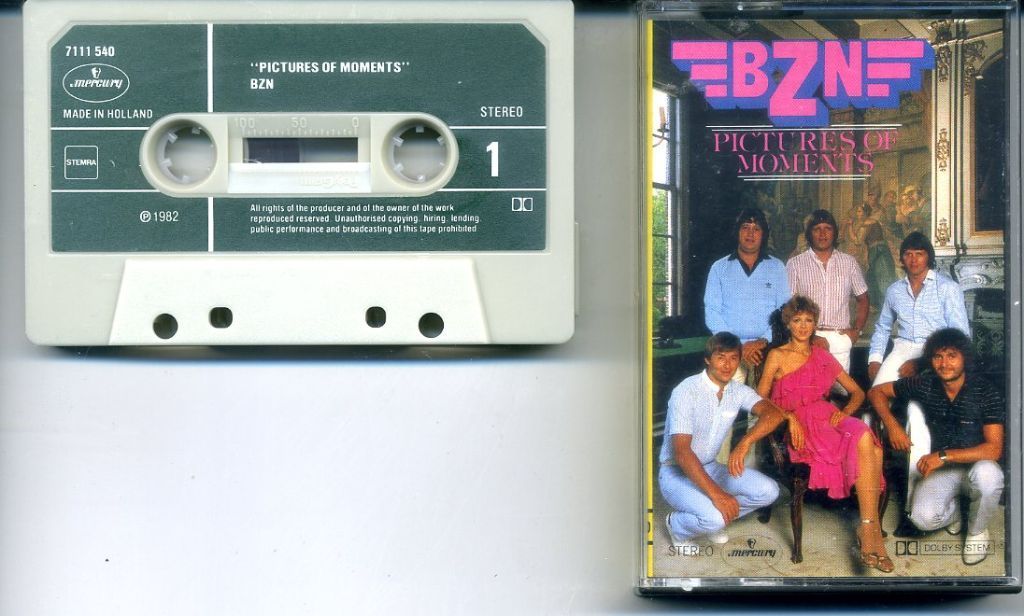 7111 540
mercury
MADE IN HOLLAND
STEMRA
℗ 1982
"PICTURES OF MOMENTS"
BZN
STEREO
100 50 0
1
All rights of the producer and of the owner of the work
reproduced reserved. Unauthorised copying, hiring, lending,
public performance and broadcasting of this tape prohibited
BZN
PICTURES OF
MOMENTS
STEREO
mercury
DOLBY SYSTEM